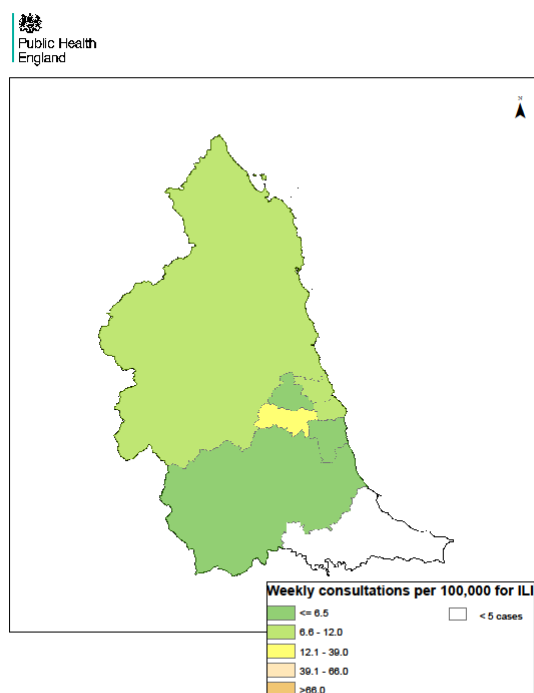 Public Health
England
N
Weekly consultations per 100,000 for ILI
<= 6.5
< 5 cases
6.6 - 12.0
12.1 - 39.0
39.1 - 66.0
>66.0